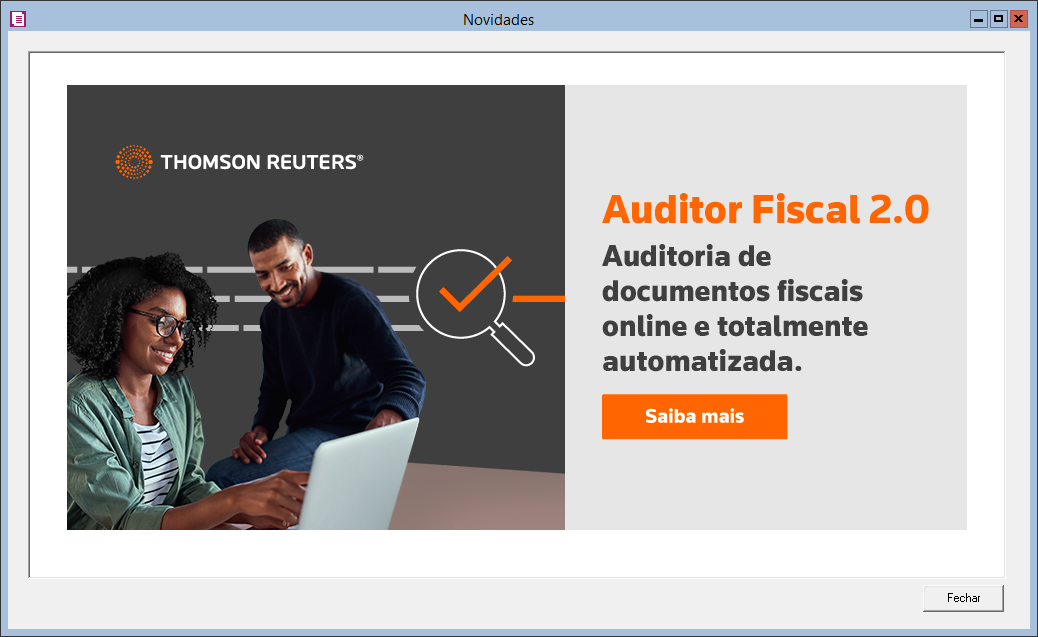 Novidades
THOMSON REUTERS®
Auditor Fiscal 2.0
Auditoria de
documentos fiscais
online e totalmente
automatizada.
Saiba mais
Fechar